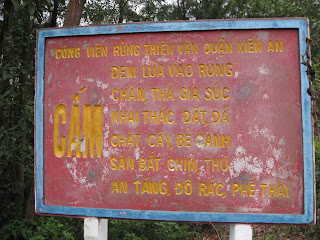 CÔNG VIÊN RỪNG THIÊN VĂN QUẬN KIẾN AN
CẤM
ĐEM LỬA VÀO RỪNG
CHĂN THẢ GIA SÚC
KHAI THÁC ĐẤT, ĐÁ
CHẶT CÂY, BẺ CÀNH
SĂN BẮT CHIM, THÚ
AN TÁNG, ĐỔ RÁC, PHẾ THẢI